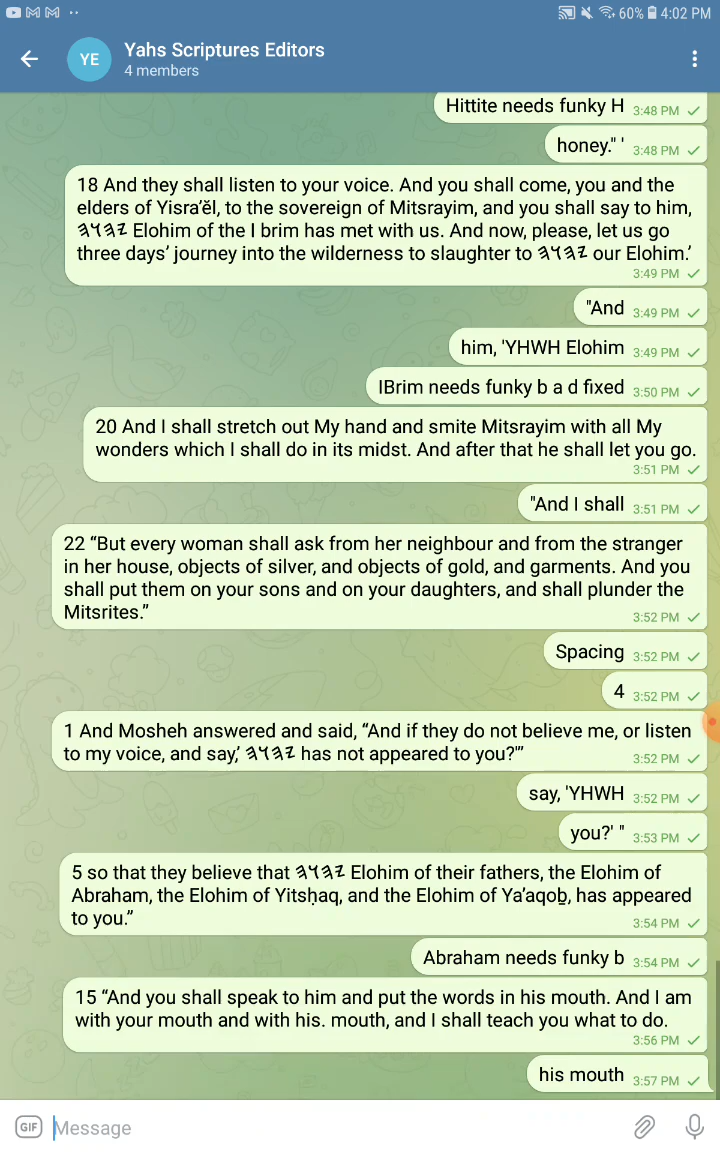 60% 4:02 PM
YE
Yahs Scriptures Editors
4 members
Hittite needs funky H 3:48 PM
honey." ' 3:48 PM
18 And they shall listen to your voice. And you shall come, you and the
elders of Yisra’ĕl, to the sovereign of Mitsrayim, and you shall say to him,
𐤉𐤄𐤅𐤄 Elohim of the I brim has met with us. And now, please, let us go
three days’ journey into the wilderness to slaughter to 𐤉𐤄𐤅𐤄 our Elohim.’
3:49 PM
"And 3:49 PM
him, 'YHWH Elohim 3:49 PM
IBrim needs funky b a d fixed 3:50 PM
20 And I shall stretch out My hand and smite Mitsrayim with all My
wonders which I shall do in its midst. And after that he shall let you go.
3:51 PM
"And I shall 3:51 PM
22 “But every woman shall ask from her neighbour and from the stranger
in her house, objects of silver, and objects of gold, and garments. And you
shall put them on your sons and on your daughters, and shall plunder the
Mitsrites.” 3:52 PM
Spacing 3:52 PM
4 3:52 PM
1 And Mosheh answered and said, “And if they do not believe me, or listen
to my voice, and say,’ 𐤉𐤄𐤅𐤄 has not appeared to you?’” 3:52 PM
say, 'YHWH 3:52 PM
you?' " 3:53 PM
5 so that they believe that 𐤉𐤄𐤅𐤄 Elohim of their fathers, the Elohim of
Abraham, the Elohim of Yitsḥaq, and the Elohim of Ya’aqoḇ, has appeared
to you.” 3:54 PM
Abraham needs funky b 3:54 PM
15 “And you shall speak to him and put the words in his mouth. And I am
with your mouth and with his. mouth, and I shall teach you what to do.
3:56 PM
his mouth 3:57 PM
GIF Message